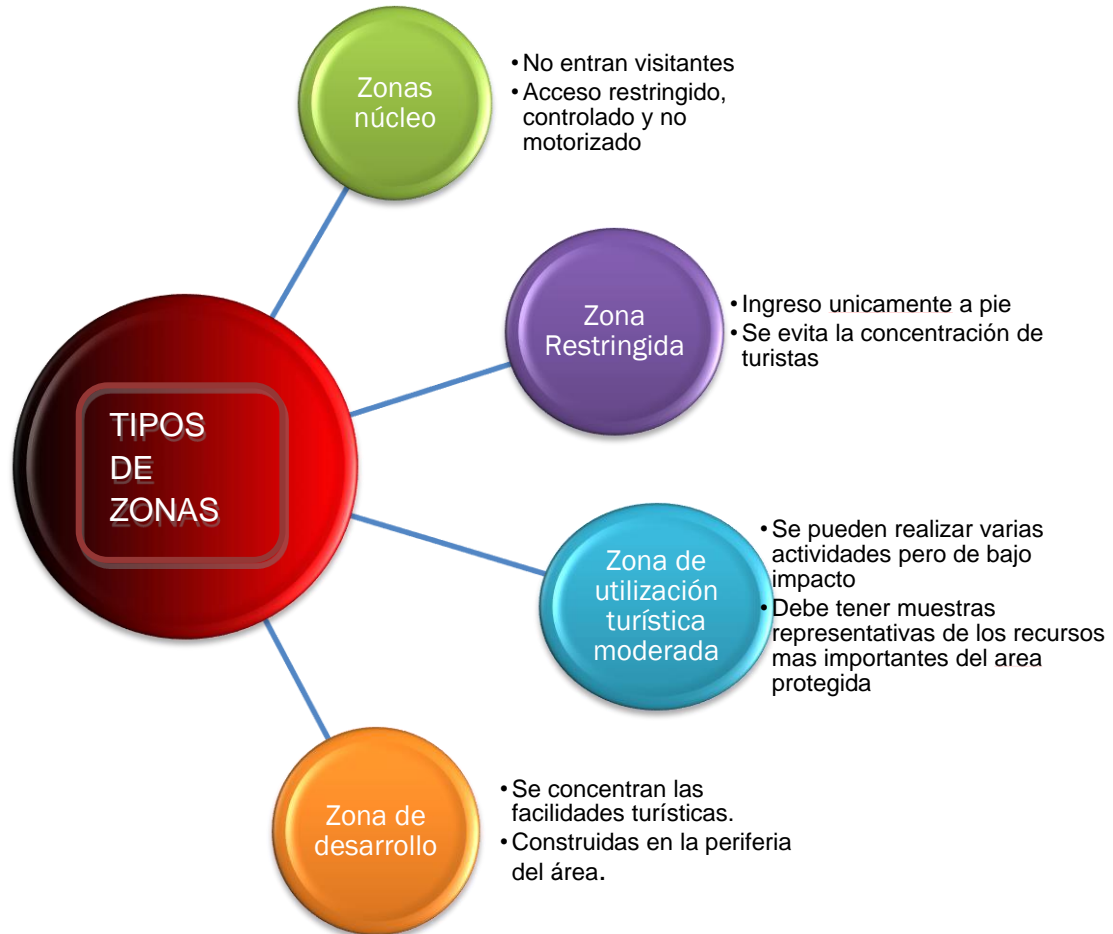 Zonas
núcleo
• No entran visitantes
• Acceso restringido,
controlado y no
motorizado
Zona
Restringida
• Ingreso unicamente a pie
• Se evita la concentración de
turistas
TIPOS
DE
ZONAS
Zona de
utilización
turística
moderada
• Se pueden realizar varias
actividades pero de bajo
impacto
• Debe tener muestras
representativas de los recursos
mas importantes del area
protegida
Zona de
desarrollo
• Se concentran las
facilidades turísticas.
• Construidas en la periferia
del área.